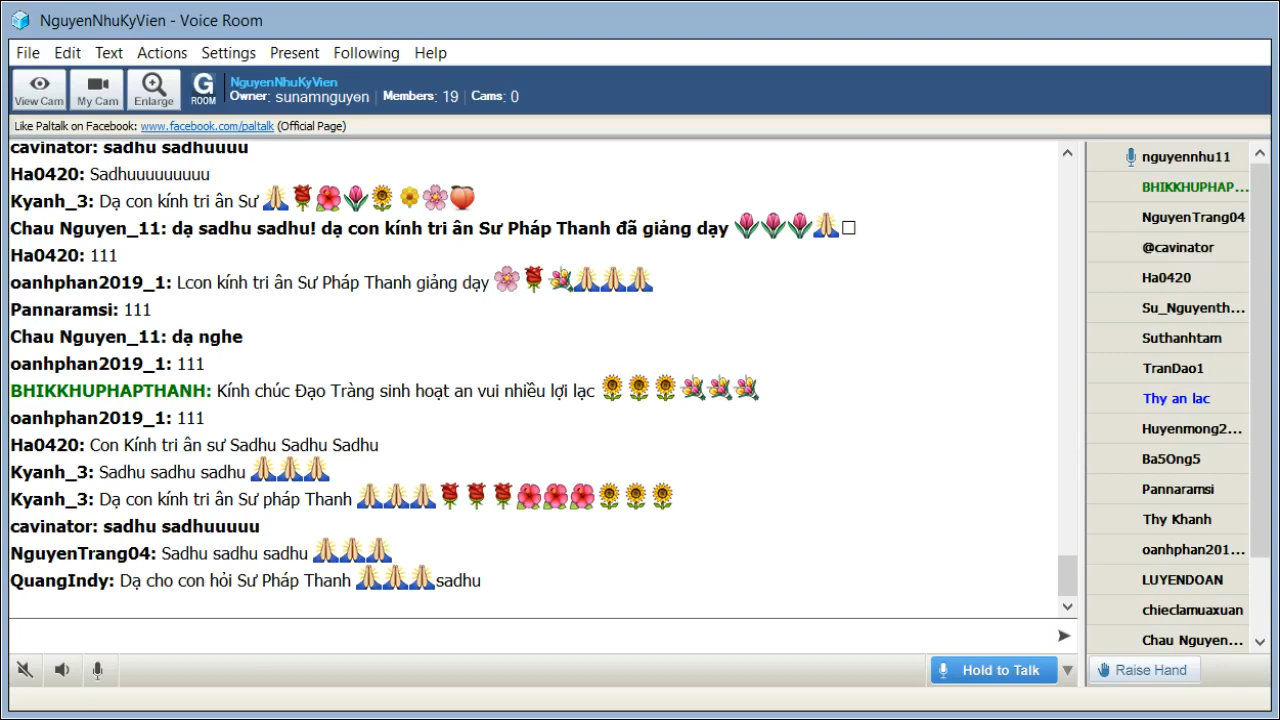 NguyenNhuKyVien - Voice Room
File Edit Text Actions Settings Present Following Help
View Cam
My Cam
Enlarge
G ROOM
NguyenNhuKyVien
Owner: sunamnguyen | Members: 19 | Cams: 0
Like Paltalk on Facebook: www.facebook.com/paltalk (Official Page)
cavinator: sadhu sadhuuuu
Ha0420: Sadhuuuuuuuuu
Kyanh_3: Dạ con kính tri ân Sư 🙏🌹🌺🌷🌻🌼🌸🍑
Chau Nguyen_11: dạ sadhu sadhu! dạ con kính tri ân Sư Pháp Thanh đã giảng dạy 🌷🌷🌷🙏□
Ha0420: 111
oanhphan2019_1: Lcon kính tri ân Sư Pháp Thanh giảng dạy 🌸🌹💐🙏🙏🙏
Pannaramsi: 111
Chau Nguyen_11: dạ nghe
oanhphan2019_1: 111
BHIKKHUPHAPTHANH: Kính chúc Đạo Tràng sinh hoạt an vui nhiều lợi lạc 🌻🌻🌻💐💐💐
oanhphan2019_1: 111
Ha0420: Con Kính tri ân sư Sadhu Sadhu Sadhu
Kyanh_3: Sadhu sadhu sadhu 🙏🙏🙏
Kyanh_3: Dạ con kính tri ân Sư pháp Thanh 🙏🙏🙏🌹🌹🌹🌺🌺🌺🌻🌻🌻
cavinator: sadhu sadhuuuuu
NguyenTrang04: Sadhu sadhu sadhu 🙏🙏🙏
QuangIndy: Dạ cho con hỏi Sư Pháp Thanh 🙏🙏🙏sadhu
Hold to Talk
nguyennhu11
BHIKKHUPHAP...
NguyenTrang04
@cavinator
Ha0420
Su_Nguyenth...
Suthanhtam
TranDao1
Thy an lac
Huyenmong2...
Ba5Ong5
Pannaramsi
Thy Khanh
oanhphan201...
LUYENDOAN
chieclamuaxuan
Chau Nguyen...
Raise Hand